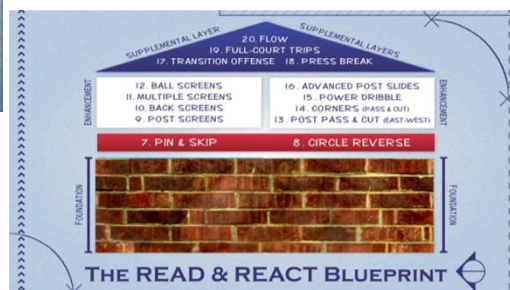 SUPPLEMENTAL LAYER
SUPPLEMENTAL LAYERS
20. FLOW
19. FULL-COURT TRIPS
17. TRANSITION OFFENSE 18. PRESS BREAK
ENHANCEMENT
12. BALL SCREENS
11. MULTIPLE SCREENS
10. BACK SCREENS
9. POST SCREENS
16. ADVANCED POST SLIDES
15. POWER DRIBBLE
14. CORNERS (PASS & CUT)
13. POST PASS & CUT (EAST-WEST)
ENHANCEMENT
7. PIN & SKIP
8. CIRCLE REVERSE
FOUNDATION
FOUNDATION
THE READ & REACT BLUEPRINT